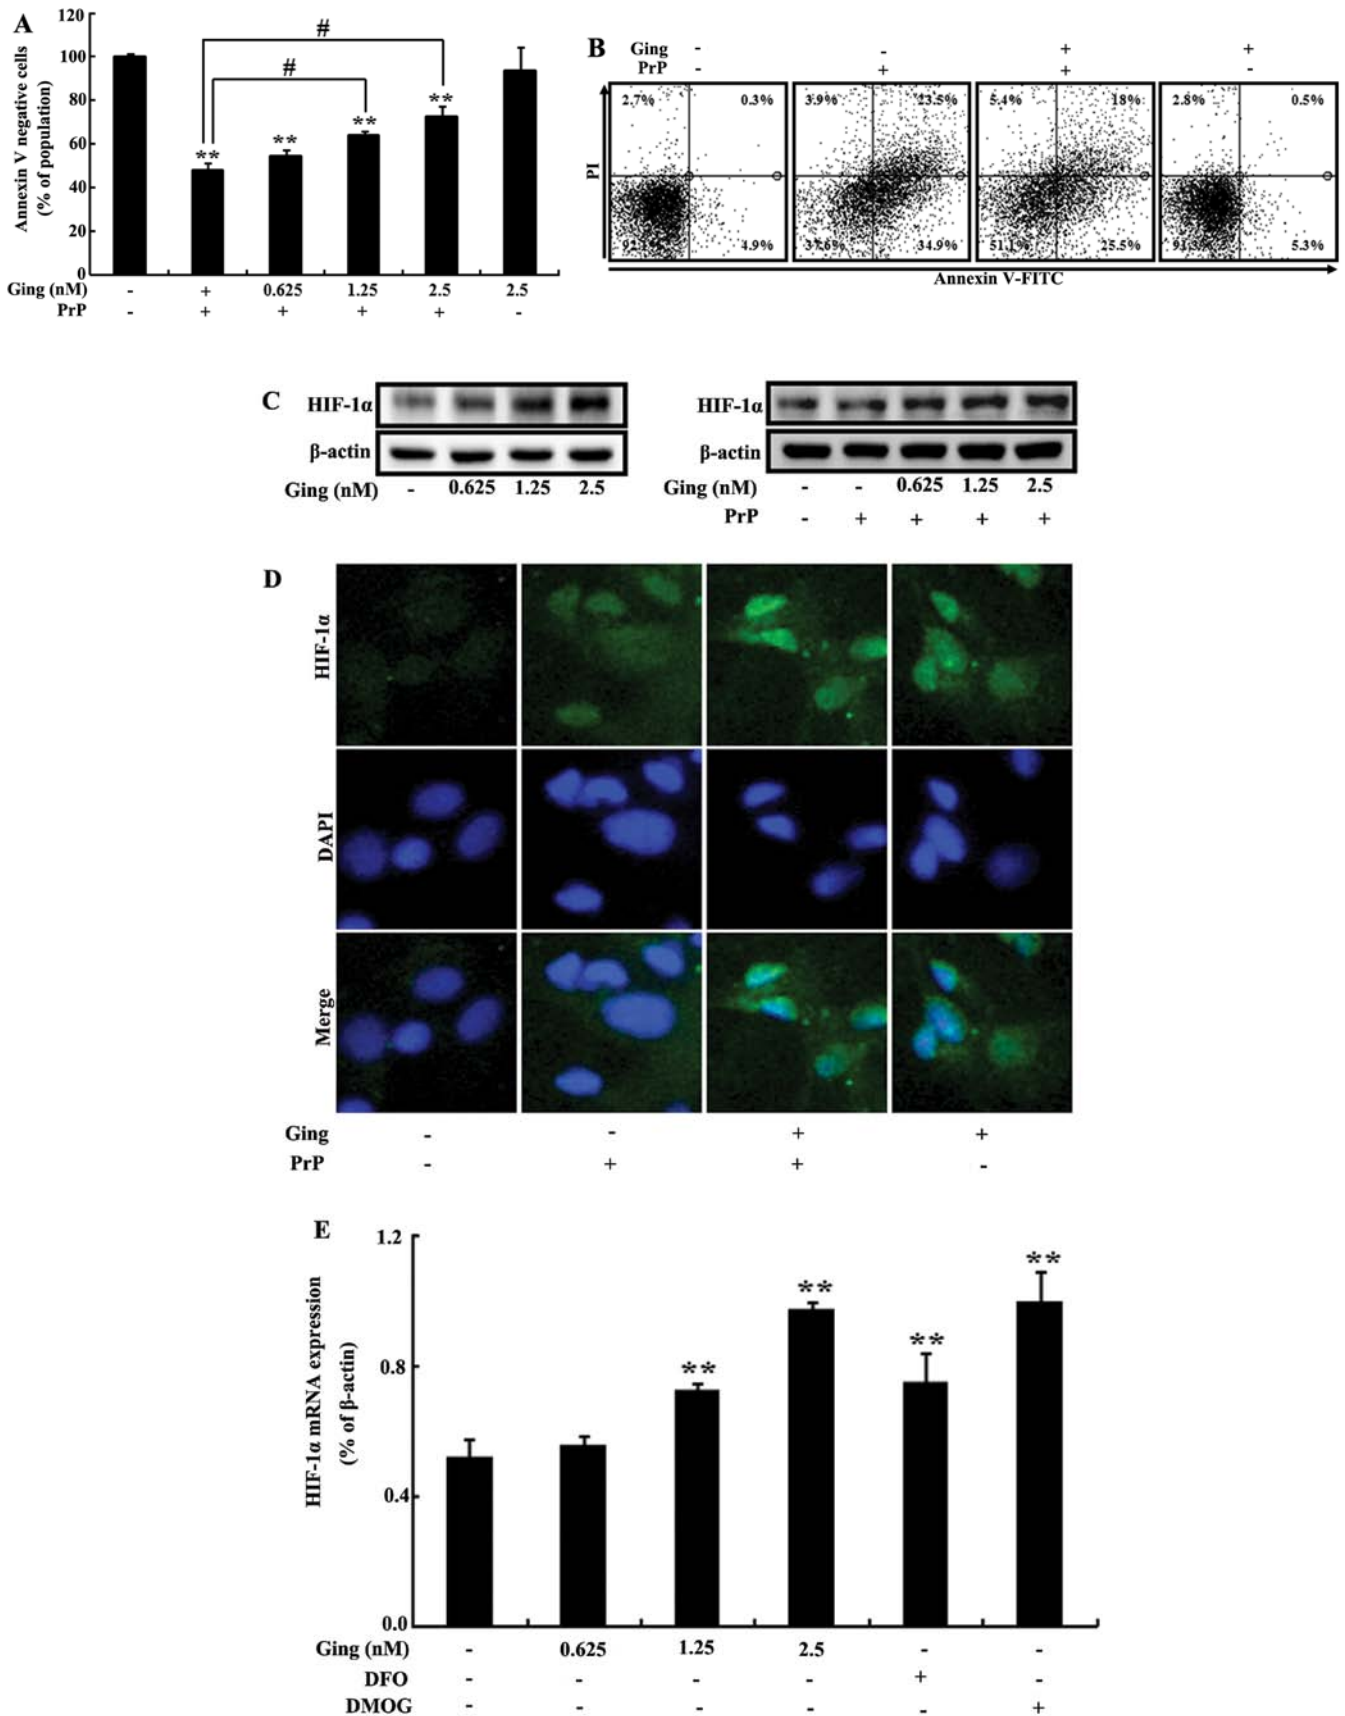 A
Annexin V negative cells
(% of population)
120
100
80
60
40
20
0
#
#
** ** ** **
Ing (nM) - + 0.625 1.25 2.5 2.5
PrP - + + + + -
B
Ging - - + +
PrP - + + -
PI
2.7% 0.3% 3.9% 23.5% 5.4% 18% 2.8% 0.5%
4.9% 37.6% 34.9% 51.1% 25.5% 5.3%
Annexin V-FITC
C
HIF-1α
β-actin
Ging (nM) - 0.625 1.25 2.5
HIF-1α
β-actin
Ging (nM) - - 0.625 1.25 2.5
PrP - + + + +
D
HIF-1α
DAPI
Merge
Ging - - + +
PrP - + + -
E
HIF-1α mRNA expression
(% of β-actin)
1.2
0.8
0.4
0.0
** ** ** **
Ging (nM) - 0.625 1.25 2.5 - -
DFO - - - - + -
DMOG - - - - - +